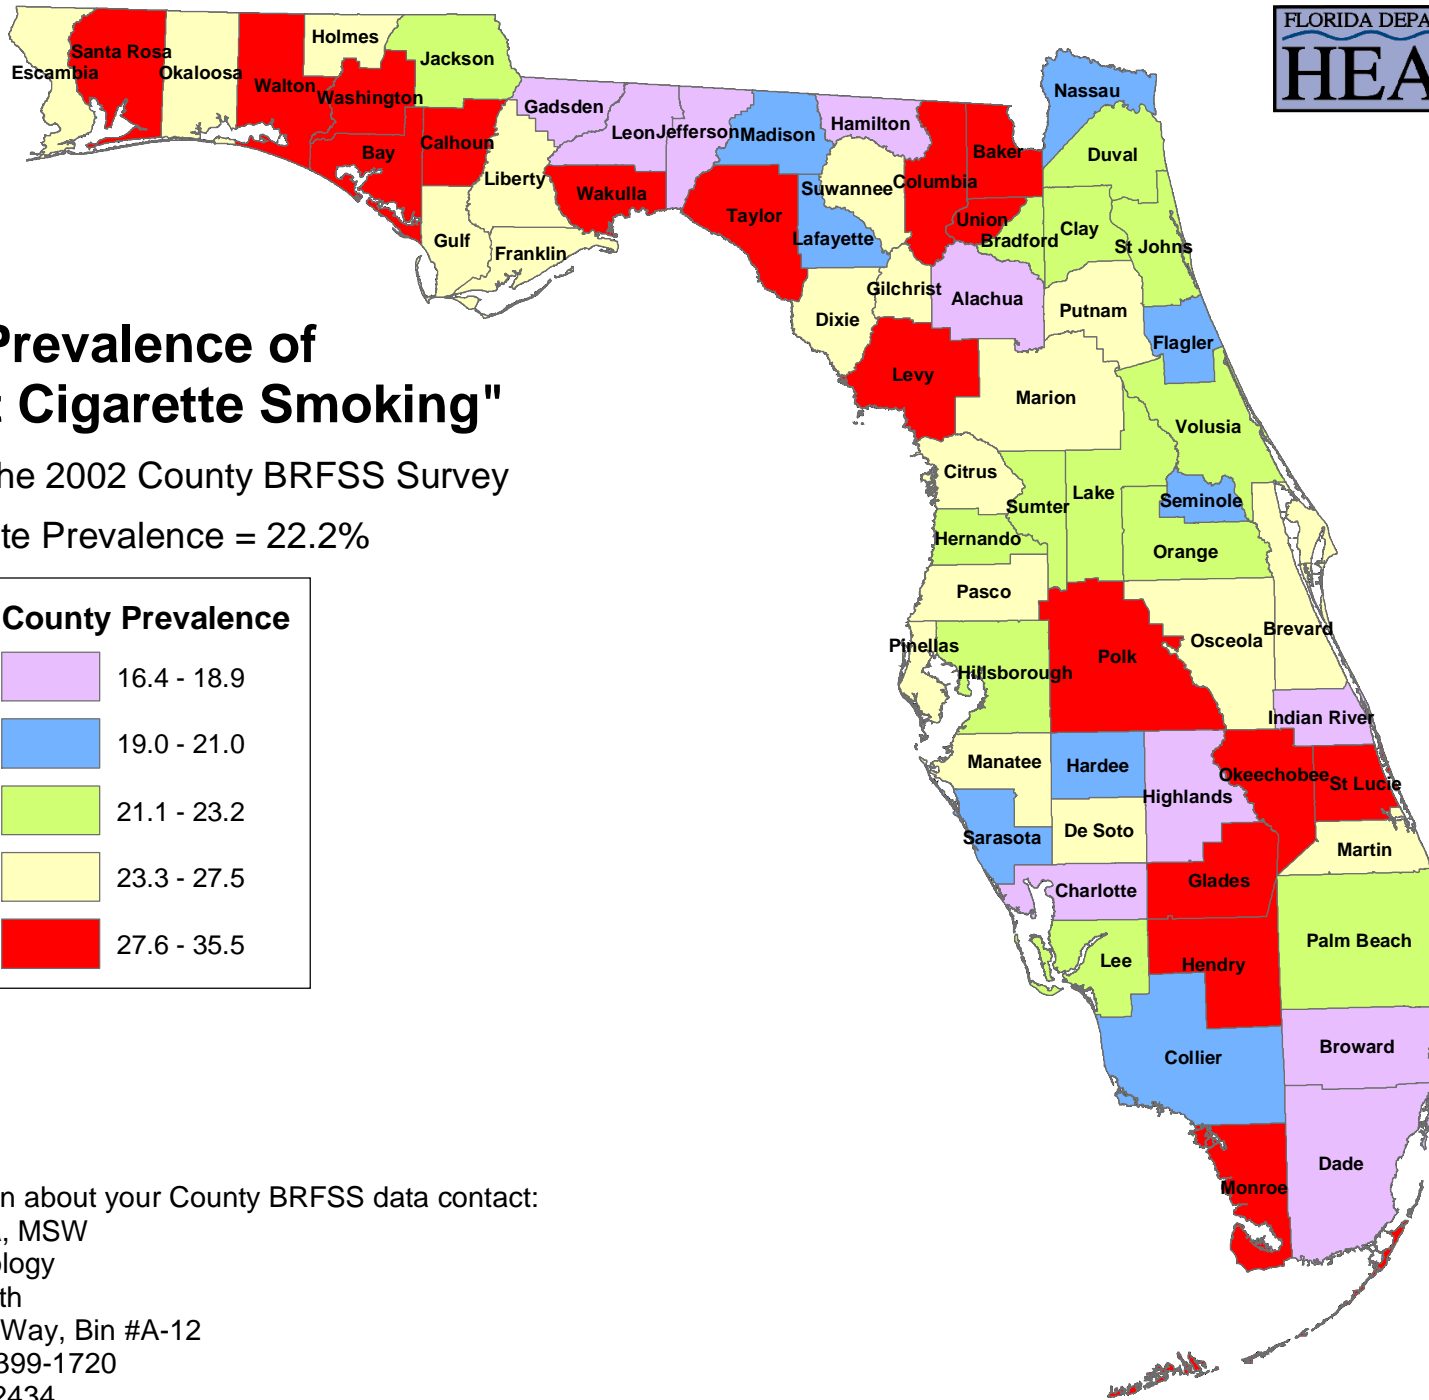 FLORIDA DEPA
HEA
Holmes
Santa Rosa
Jackson
Escambia
Okaloosa
Walton
Washington
Nassau
Gadsden
Leon
Jefferson
Madison
Hamilton
Calhoun
Bay
Baker
Duval
Liberty
Wakulla
Suwannee
Columbia
Taylor
Union
Clay
Gulf
Franklin
Lafayette
Bradford
St Johns
Gilchrist
Alachua
Putnam
Dixie
Flagler
Prevalence of
Cigarette Smoking"
Levy
Marion
Volusia
he 2002 County BRFSS Survey
Citrus
Lake
Seminole
Sumter
te Prevalence = 22.2%
Hernando
Orange
Pasco
County Prevalence
Brevard
Pinellas
Osceola
Polk
Hillsborough
16.4 - 18.9
Indian River
19.0 - 21.0
Manatee
Hardee
Okeechobee
St Lucie
Highlands
21.1 - 23.2
De Soto
Sarasota
Martin
23.3 - 27.5
Charlotte
Glades
27.6 - 35.5
Palm Beach
Lee
Hendry
Broward
Collier
Dade
Monroe
n about your County BRFSS data contact:
, MSW
ology
th
Way, Bin #A-12
399-1720
2434